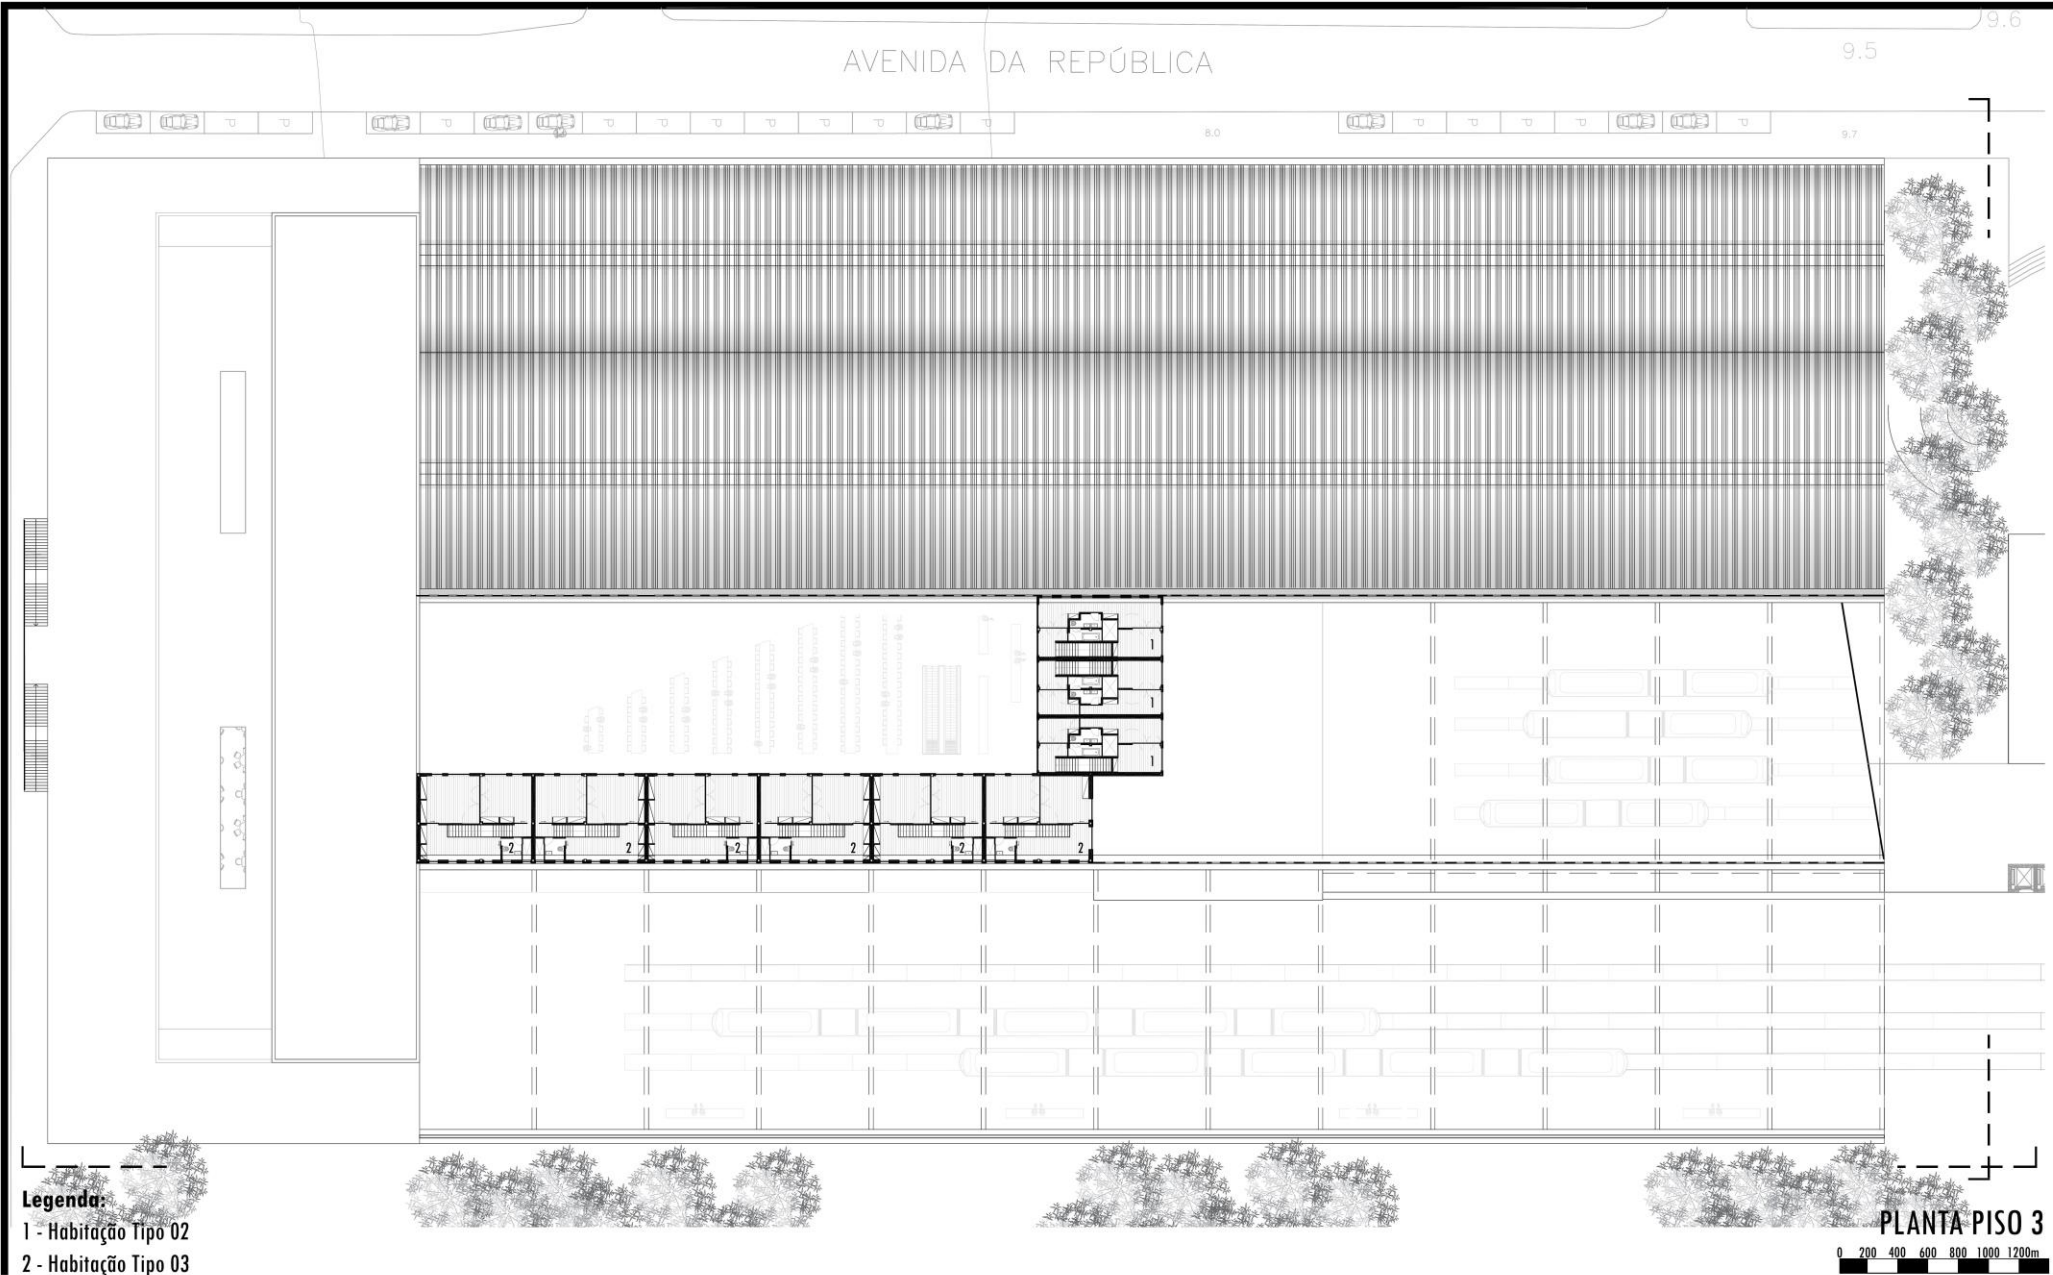 9.6
AVENIDA DA REPÚBLICA
9.5
P P P P P P P P P P P P P
8.0
9.7
1
1
1
2 2 2 2 2 2
Legenda:
1 - Habitação Tipo 02
2 - Habitação Tipo 03
PLANTA PISO 3
0 200 400 600 800 1000 1200m